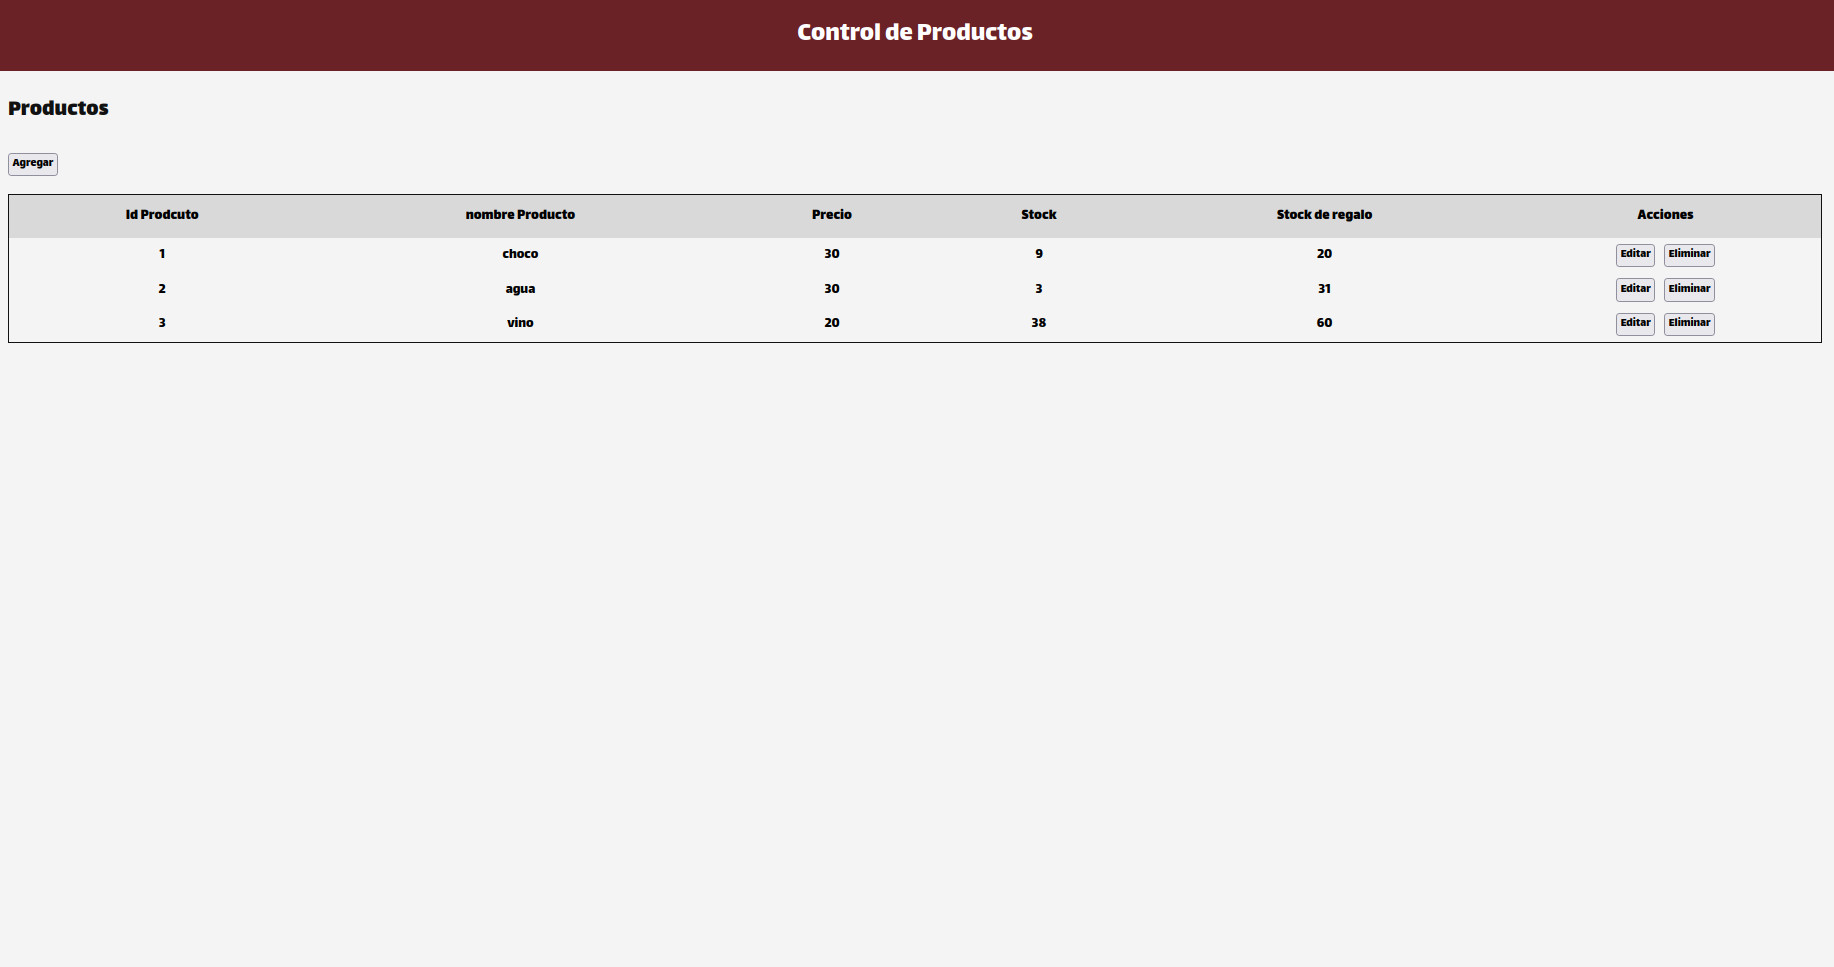 Control de Productos
Productos
Agregar
Id Prodcuto nombre Producto Precio Stock Stock de regalo Acciones
1 choco 30 9 20 Editar Eliminar
2 agua 30 3 31 Editar Eliminar
3 vino 20 38 60 Editar Eliminar